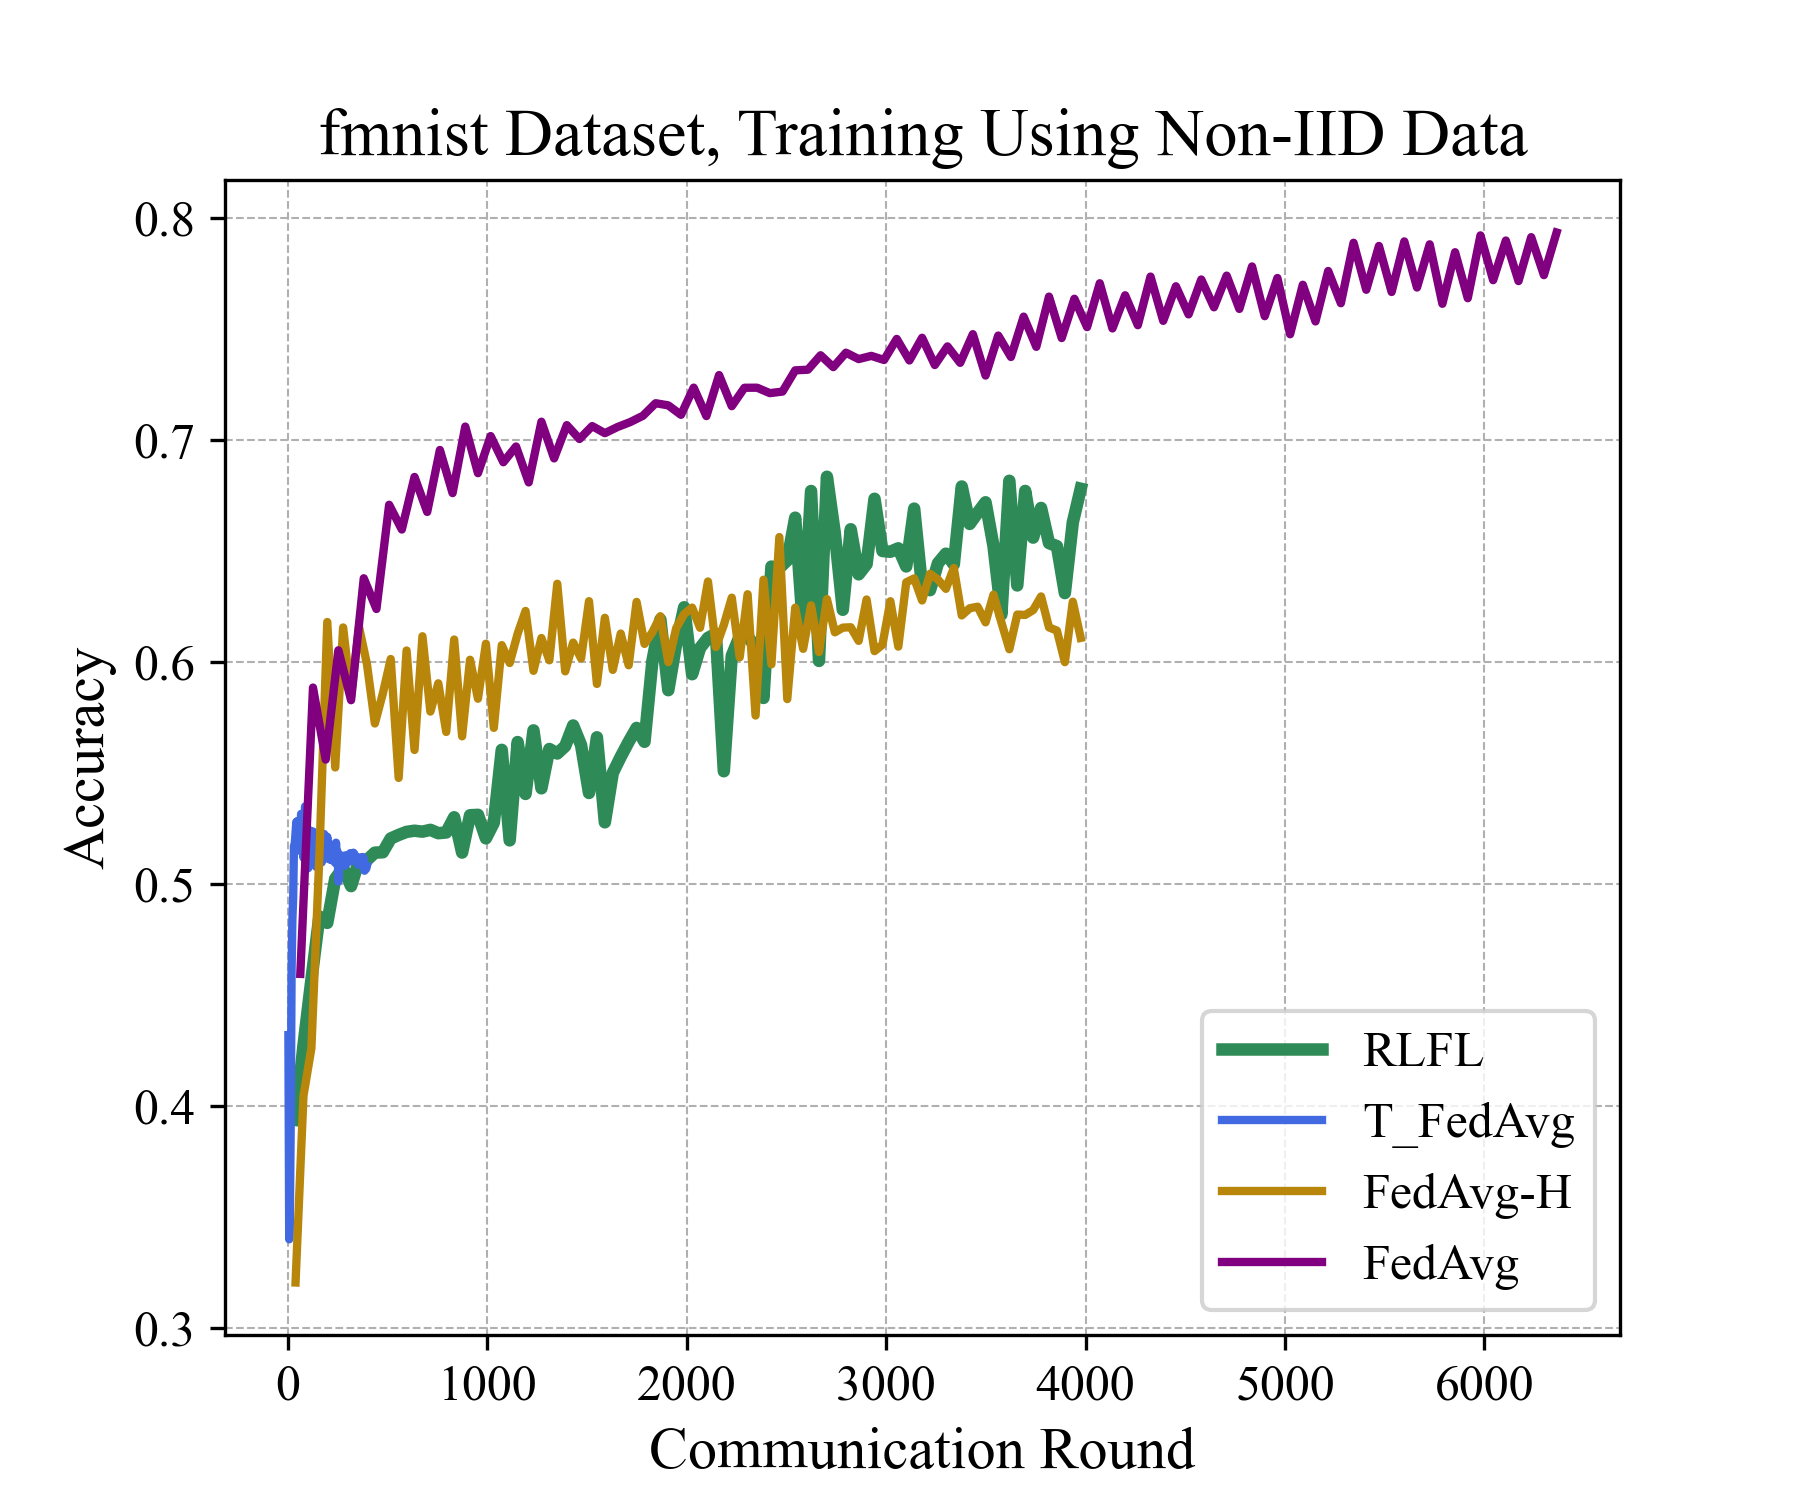 fmnist Dataset, Training Using Non-IID Data
0.8
0.7
0.6
0.5
0.4
0.3
Accuracy
0 1000 2000 3000 4000 5000 6000
Communication Round
RLFL
T_FedAvg
FedAvg-H
FedAvg